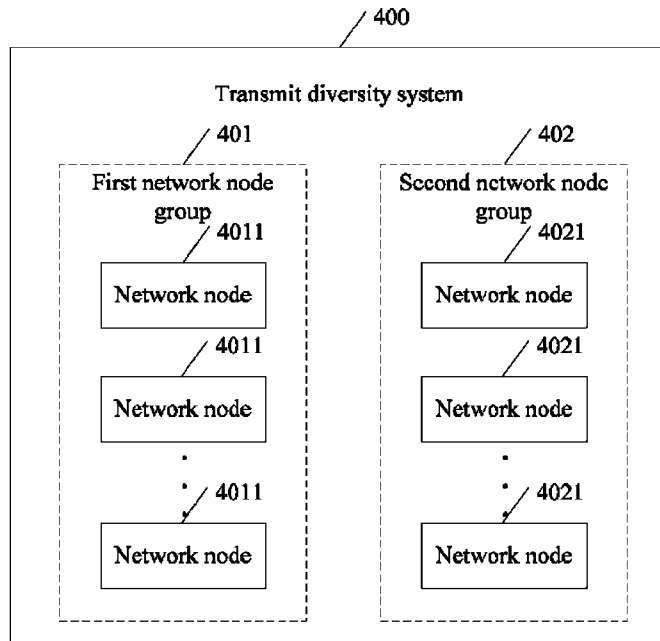 400
Transmit diversity system
401
First network node
group
4011
Network node
4011
Network node
4011
Network node
402
Second network node
group
4021
Network node
4021
Network node
4021
Network node